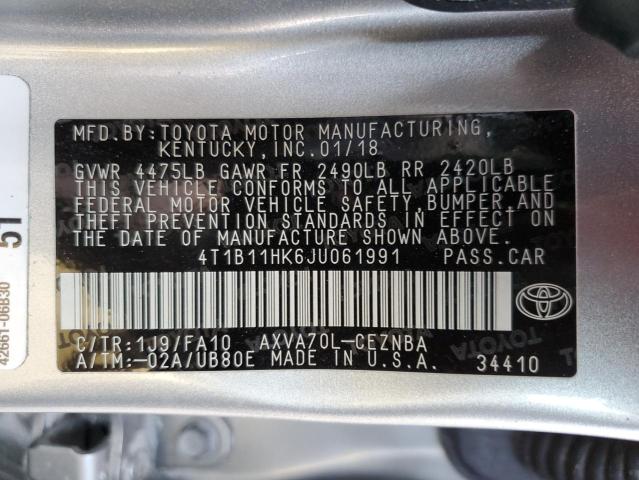 MFD.BY:TOYOTA MOTOR MANUFACTURING,
KENTUCKY,INC.01/18
GVWR 4475LB GAWR FR 2490LB RR 2420LB
THIS VEHICLE CONFORMS TO ALL APPLICABLE
FEDERAL MOTOR VEHICLE SAFETY,BUMPER,AND
THEFT PREVENTION STANDARDS IN EFFECT ON
THE DATE OF MANUFACTURE SHOWN ABOVE.
4T1B11HK6JU061991 PASS.CAR
C/TR:1J9/FA10 AXVA70L-CEZNBA
A/TM:-02A/UB80E MADE IN U.S.A. 34410
TOYOTA
42661-06B30
51